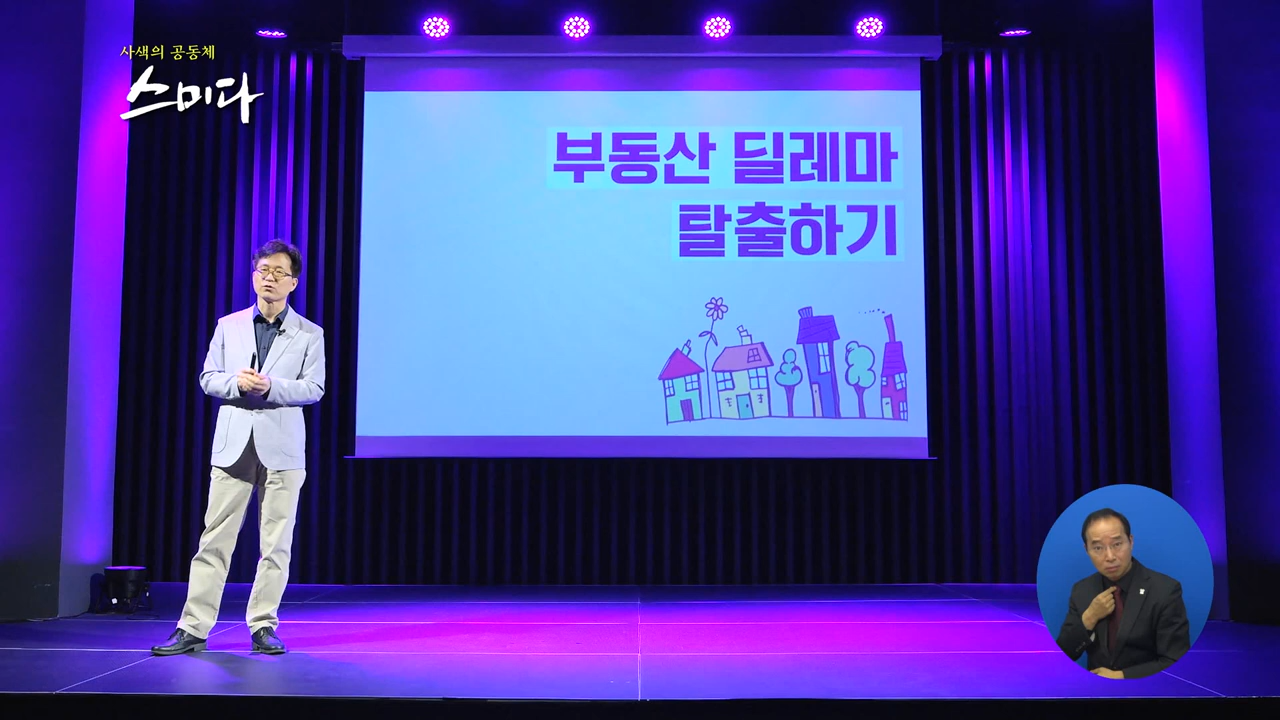 사색의 공동체
스미다
부동산 딜레마
탈출하기